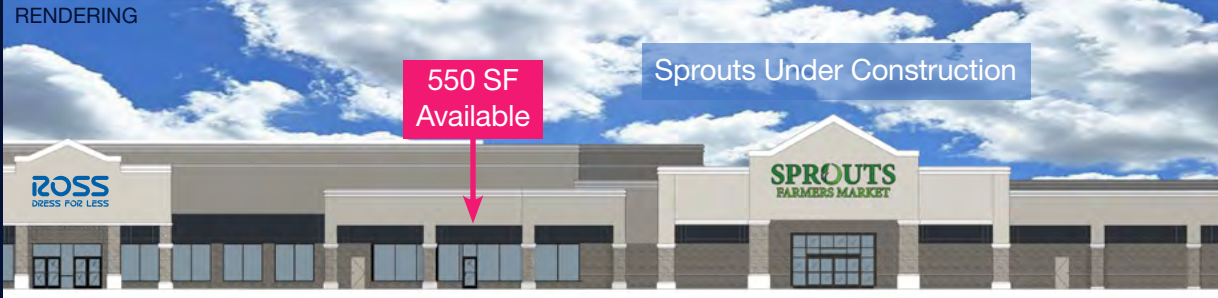 RENDERING
550 SF
Available
Sprouts Under Construction
ROSS
DRESS FOR LESS
SPROUTS
FARMERS MARKET